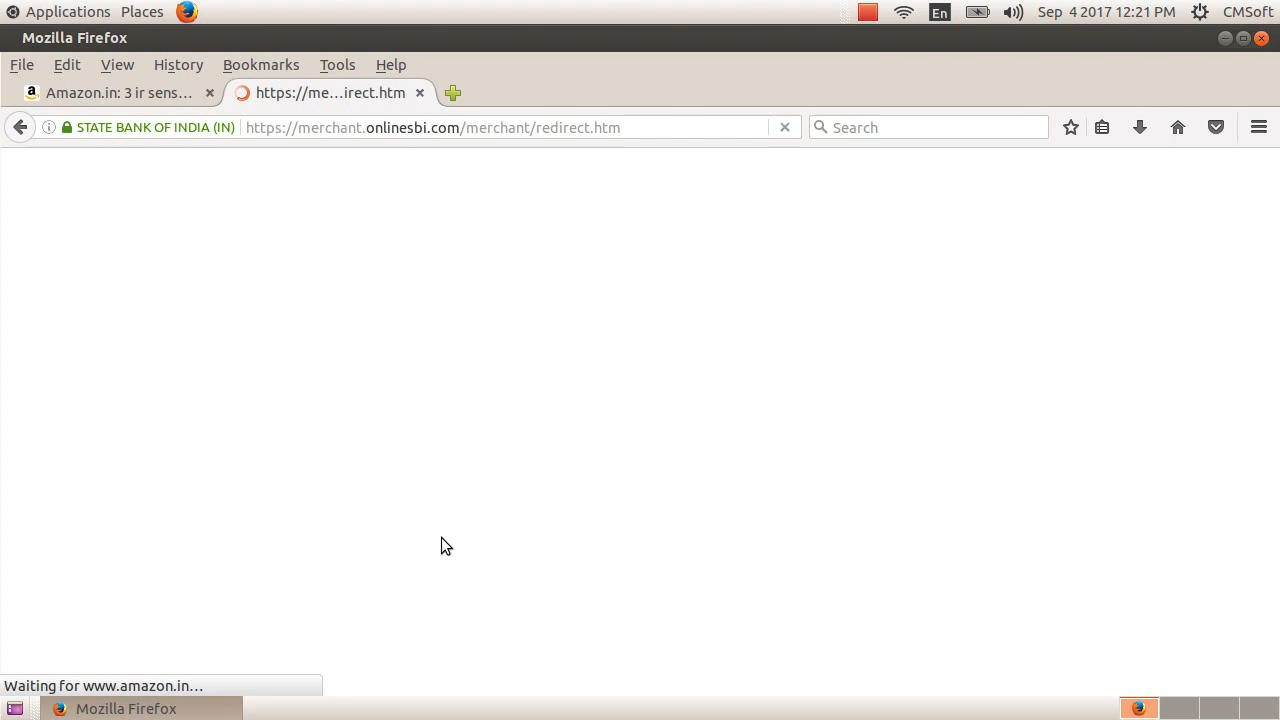 Applications Places En Sep 4 2017 12:21 PM CMSoft
Mozilla Firefox
File Edit View History Bookmarks Tools Help
Amazon.in: 3 ir sens... https://me...irect.htm
STATE BANK OF INDIA (IN) https://merchant.onlinesbi.com/merchant/redirect.htm Search
Waiting for www.amazon.in...
Mozilla Firefox